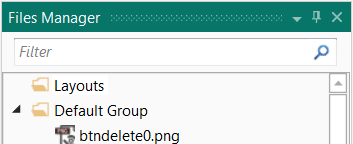 Files Manager
Filter
Layouts
Default Group
btndelete0.png